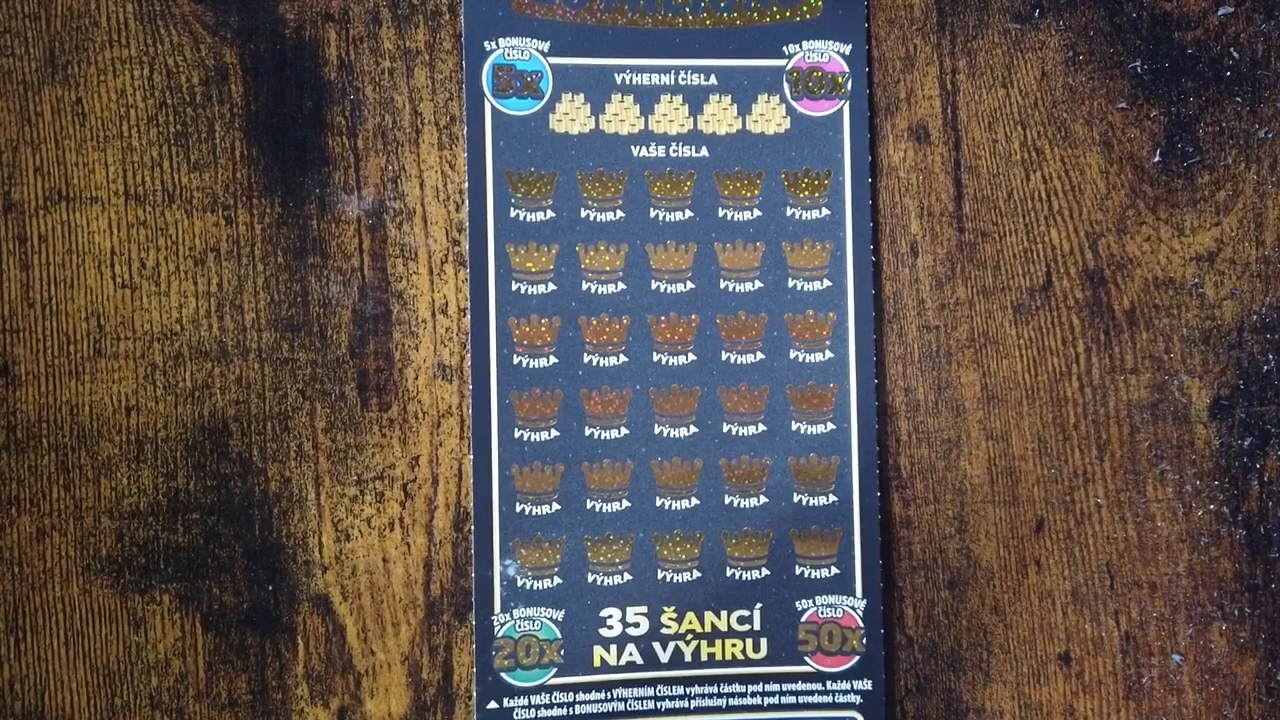 5x BONUSOVÉ
ČÍSLO
5x
10x BONUSOVÉ
ČÍSLO
10x
VÝHERNÍ ČÍSLA
VAŠE ČÍSLA
VÝHRA VÝHRA VÝHRA VÝHRA VÝHRA
VÝHRA VÝHRA VÝHRA VÝHRA VÝHRA
VÝHRA VÝHRA VÝHRA VÝHRA VÝHRA
VÝHRA VÝHRA VÝHRA VÝHRA VÝHRA
VÝHRA VÝHRA VÝHRA VÝHRA VÝHRA
VÝHRA VÝHRA VÝHRA VÝHRA VÝHRA
20x BONUSOVÉ
ČÍSLO
20x
35 ŠANCÍ
NA VÝHRU
50x BONUSOVÉ
ČÍSLO
50x
Každé VAŠE ČÍSLO shodné s VÝHERNÍM ČÍSLEM vyhrává částku pod ním uvedenou. Každé VAŠE
ČÍSLO shodné s BONUSOVÝM ČÍSLEM vyhrává příslušný násobek pod ním uvedené částky.